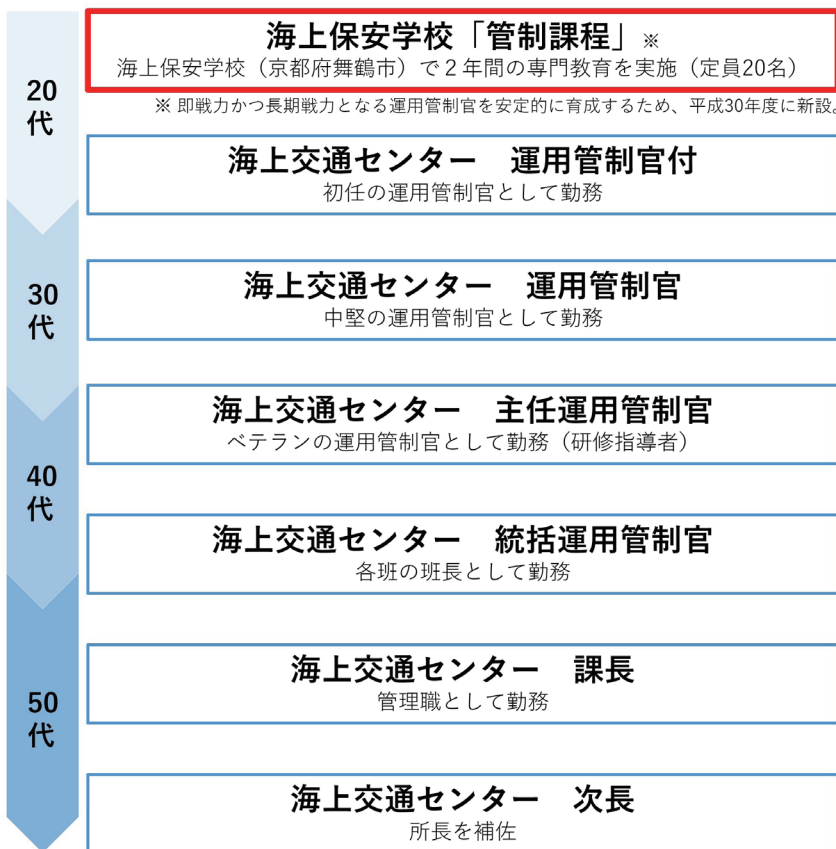 海上保安学校「管制課程」※
海上保安学校（京都府舞鶴市）で２年間の専門教育を実施（定員20名）
※ 即戦力かつ長期戦力となる運用管制官を安定的に育成するため、平成30年度に新設。
20
代
海上交通センター　運用管制官付
初任の運用管制官として勤務
30
代
海上交通センター　運用管制官
中堅の運用管制官として勤務
海上交通センター　主任運用管制官
ベテランの運用管制官として勤務（研修指導者）
40
代
海上交通センター　統括運用管制官
各班の班長として勤務
50
代
海上交通センター　課長
管理職として勤務
海上交通センター　次長
所長を補佐